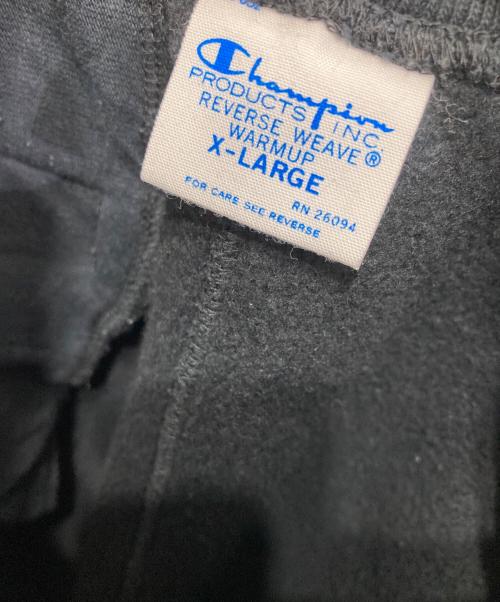 Champion
PRODUCTS INC.
REVERSE WEAVE®
WARMUP
X-LARGE
RN 26094
FOR CARE SEE REVERSE